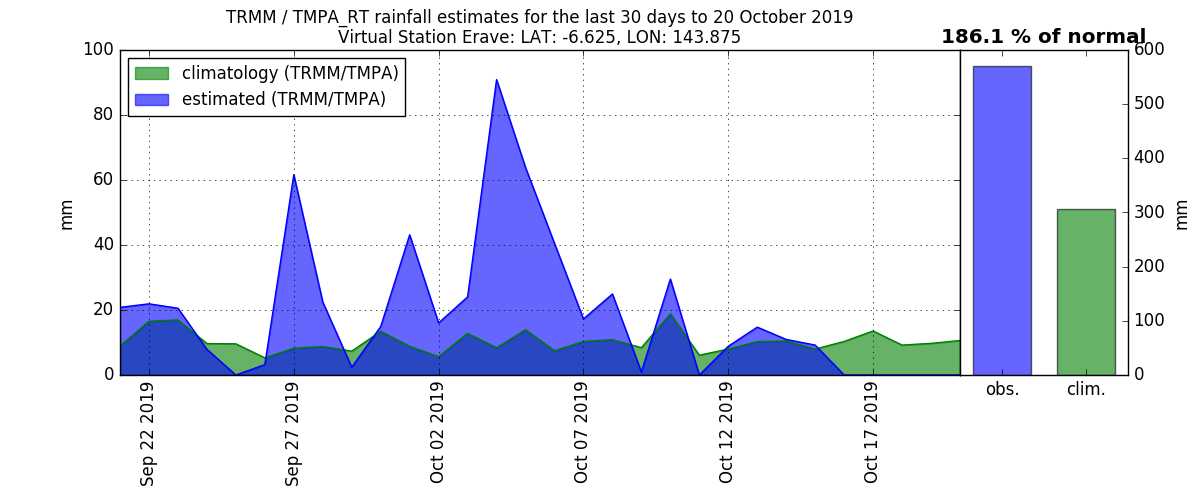 TRMM / TMPA_RT rainfall estimates for the last 30 days to 20 October 2019
Virtual Station Erave: LAT: -6.625, LON: 143.875
186.1 % of normal
climatology (TRMM/TMPA)
estimated (TRMM/TMPA)
mm
100
80
60
40
20
0
Sep 22 2019
Sep 27 2019
Oct 02 2019
Oct 07 2019
Oct 12 2019
Oct 17 2019
obs.
clim.
600
500
400
300
200
100
0
mm